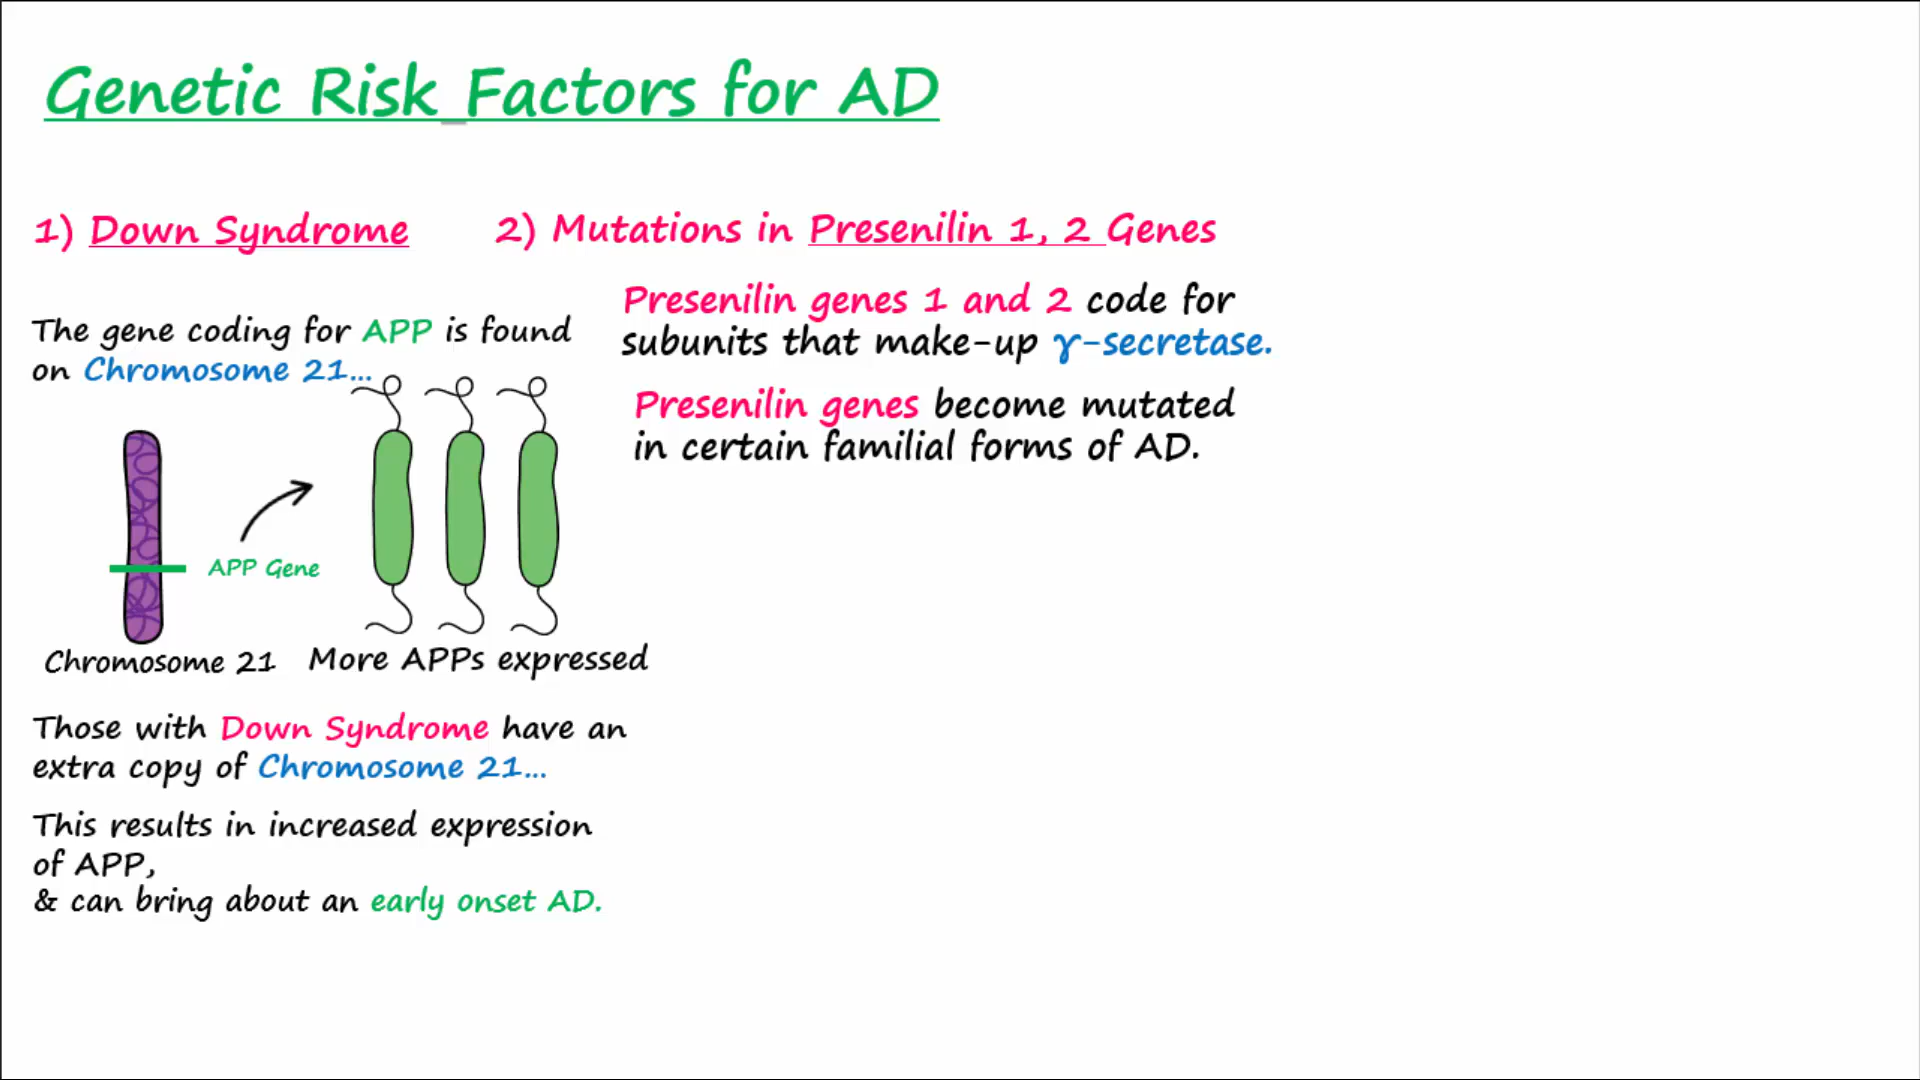 Genetic Risk Factors for AD
1) Down Syndrome
The gene coding for APP is found
on Chromosome 21...
APP Gene
Chromosome 21
More APPs expressed
Those with Down Syndrome have an
extra copy of Chromosome 21...
This results in increased expression
of APP,
& can bring about an early onset AD.
2) Mutations in Presenilin 1, 2 Genes
Presenilin genes 1 and 2 code for
subunits that make-up γ-secretase.
Presenilin genes become mutated
in certain familial forms of AD.